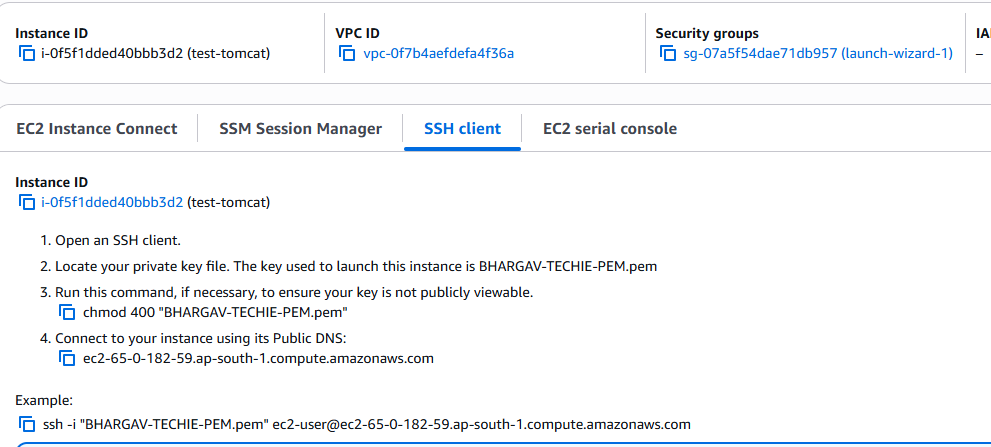 Instance ID
i-0f5f1dded40bbb3d2 (test-tomcat)
VPC ID
vpc-0f7b4aefdefa4f36a
Security groups
sg-07a5f54dae71db957 (launch-wizard-1)
–
EC2 Instance Connect
SSM Session Manager
SSH client
EC2 serial console
Instance ID
i-0f5f1dded40bbb3d2 (test-tomcat)
1. Open an SSH client.
2. Locate your private key file. The key used to launch this instance is BHARGAV-TECHIE-PEM.pem
3. Run this command, if necessary, to ensure your key is not publicly viewable.
chmod 400 "BHARGAV-TECHIE-PEM.pem"
4. Connect to your instance using its Public DNS:
ec2-65-0-182-59.ap-south-1.compute.amazonaws.com
Example:
ssh -i "BHARGAV-TECHIE-PEM.pem" ec2-user@ec2-65-0-182-59.ap-south-1.compute.amazonaws.com